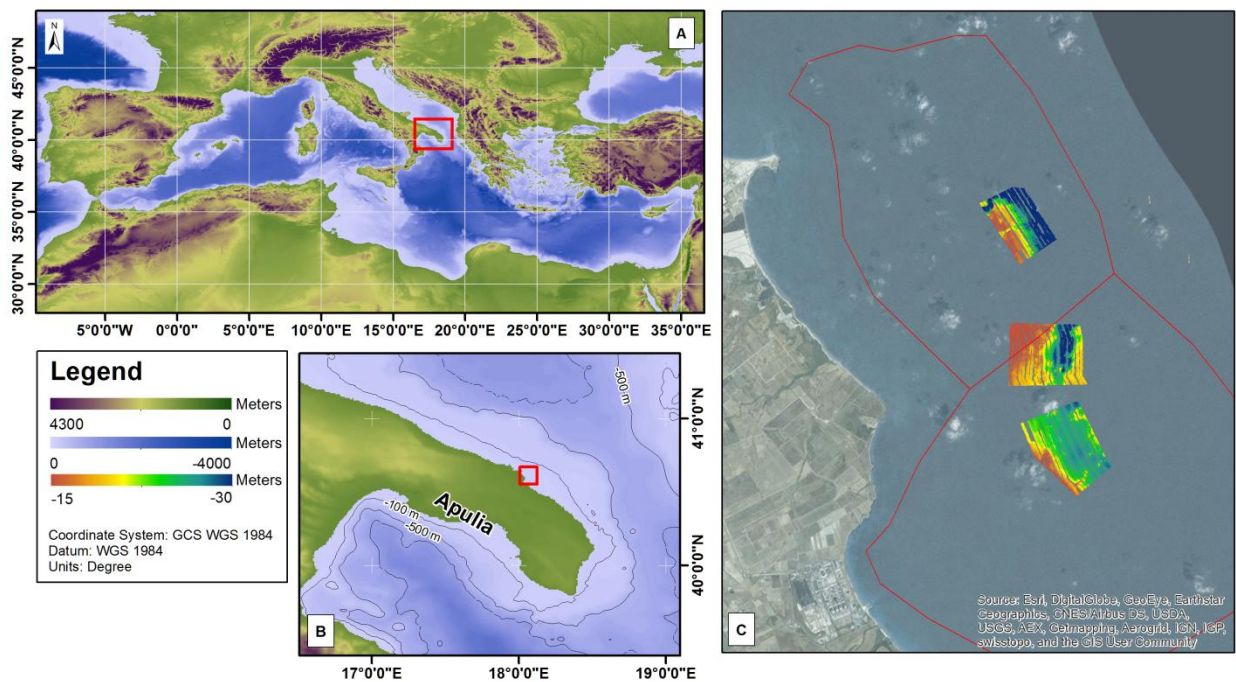 N
A
45°0'0"N
40°0'0"N
35°0'0"N
30°0'0"N
5°0'0"W
0°0'0"E
5°0'0"E
10°0'0"E
15°0'0"E
20°0'0"E
25°0'0"E
30°0'0"E
35°0'0"E
Legend
Meters
4300
0
Meters
0
-4000
Meters
-15
-30
Coordinate System: GCS WGS 1984
Datum: WGS 1984
Units: Degree
-500 m
Apulia
-100 m
-500 m
B
41°0'0"N
40°0'0"N
17°0'0"E
18°0'0"E
19°0'0"E
C
Source: Esri, DigitalGlobe, GeoEye, Earthstar
Geographics, CNES/Airbus DS, USDA,
USGS, AEX, Getmapping, Aerogrid, IGN, IGP,
swisstopo, and the GIS User Community